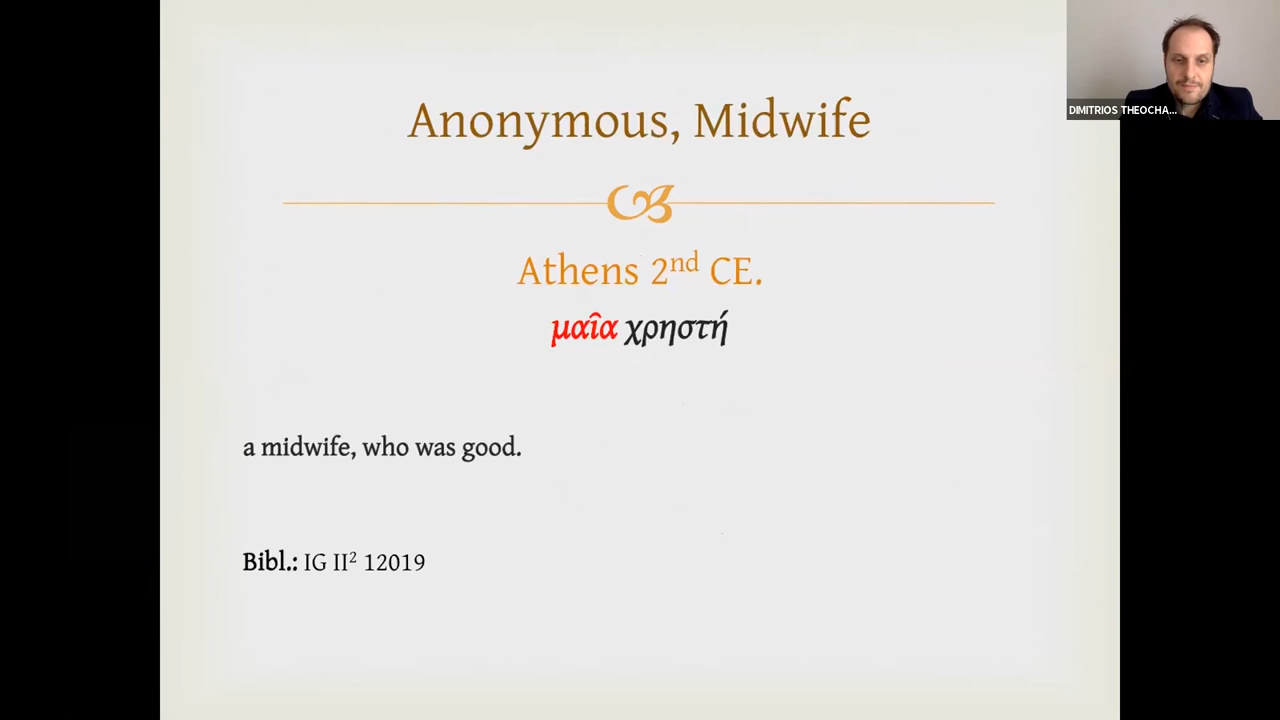 Anonymous, Midwife
DIMITRIOS THEOCHA...
Athens 2nd CE.
μαῖα χρηστή
a midwife, who was good.
Bibl.: IG II² 12019